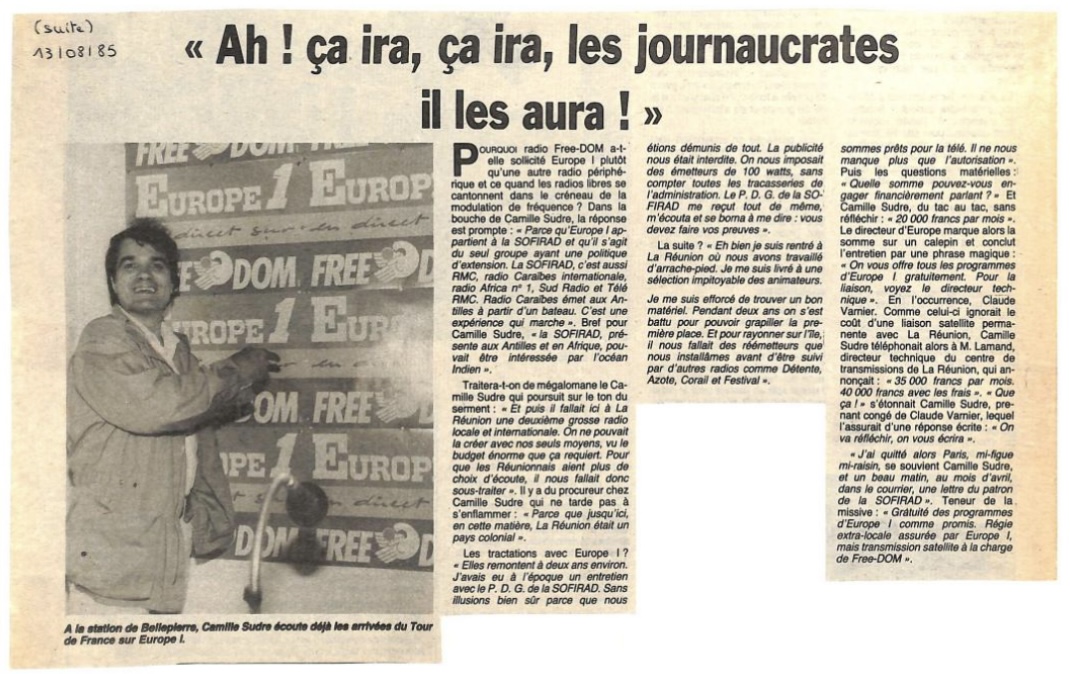 (suite)
13/08/85
« Ah ! ça ira, ça ira, les journaucrates
il les aura ! »
FREE DOM FREE
EUROPE 1 EUROPE
direct sur en direct
E DOM FREE D
OPE 1 EUR
OM FREE
OPE 1 EUROP
en direct
DOM FREE D
A la station de Bellepierre, Camille Sudre écoute déjà les arrivées du Tour
de France sur Europe I.
POURQUOI radio Free-DOM a-t-
elle sollicité Europe I plutôt
qu'une autre radio périphé-
rique et ce quand les radios libres se
cantonnent dans le créneau de la
modulation de fréquence ? Dans la
bouche de Camille Sudre, la réponse
est prompte : « Parce qu'Europe I ap-
partient à la SOFIRAD et qu'il s'agit
du seul groupe ayant une politique
d'extension. La SOFIRAD, c'est aussi
RMC, radio Caraïbes internationale,
radio Africa n° 1, Sud Radio et Télé
RMC. Radio Caraïbes émet aux An-
tilles à partir d'un bateau. C'est une
expérience qui marche ». Bref pour
Camille Sudre, « la SOFIRAD, pré-
sente aux Antilles et en Afrique, pou-
vait être intéressée par l'océan
Indien ».
Traitera-t-on de mégalomane le Ca-
mille Sudre qui poursuit sur le ton du
serment : « Et puis il fallait ici à La
Réunion une deuxième grosse radio
locale et internationale. On ne pouvait
la créer avec nos seuls moyens, vu le
budget énorme que ça requiert. Pour
que les Réunionnais aient plus de
choix d'écoute, il nous fallait donc
sous-traiter ». Il y a du procureur chez
Camille Sudre qui ne tarde pas à
s'enflammer : « Parce que jusqu'ici,
en cette matière, La Réunion était un
pays colonial ».
Les tractations avec Europe I ?
« Elles remontent à deux ans environ.
J'avais eu à l'époque un entretien
avec le P. D. G. de la SOFIRAD. Sans
illusions bien sûr parce que nous
étions démunis de tout. La publicité
nous était interdite. On nous imposait
des émetteurs de 100 watts, sans
compter toutes les tracasseries de
l'administration. Le P. D. G. de la SO-
FIRAD me reçut tout de même,
m'écouta et se borna à me dire : vous
devez faire vos preuves ».
La suite ? « Eh bien je suis rentré à
La Réunion où nous avons travaillé
d'arrache-pied. Je me suis livré à une
sélection impitoyable des animateurs.
Je me suis efforcé de trouver un bon
matériel. Pendant deux ans on s'est
battu pour pouvoir grapiller la pre-
mière place. Et pour rayonner sur l'île,
il nous fallait des réémetteurs que
nous installâmes avant d'être suivi
par d'autres radios comme Détente,
Azote, Corail et Festival ».
sommes prêts pour la télé. Il ne nous
manque plus que l'autorisation ».
Puis les questions matérielles :
« Quelle somme pouvez-vous en-
gager financièrement parlant ? » Et
Camille Sudre, du tac au tac, sans
réfléchir : « 20 000 francs par mois ».
Le directeur d'Europe marque alors la
somme sur un calepin et conclut
l'entretien par une phrase magique :
« On vous offre tous les programmes
d'Europe I gratuitement. Pour la
liaison, voyez le directeur tech-
nique ». En l'occurrence, Claude
Varnier. Comme celui-ci ignorait le
coût d'une liaison satellite perma-
nente avec La Réunion, Camille
Sudre téléphonait alors à M. Lamand,
directeur technique du centre de
transmissions de La Réunion, qui an-
nonçait : « 35 000 francs par mois.
40 000 francs avec les frais ». « Que
ça ! » s'étonnait Camille Sudre, pre-
nant congé de Claude Varnier, lequel
l'assurait d'une réponse écrite : « On
va réfléchir, on vous écrira ».
« J'ai quitté alors Paris, mi-figue
mi-raisin, se souvient Camille Sudre,
et un beau matin, au mois d'avril,
dans le courrier, une lettre du patron
de la SOFIRAD ». Teneur de la
missive : « Grátuité des programmes
d'Europe I comme promis. Régie
extra-locale assurée par Europe I,
mais transmission satellite à la charge
de Free-DOM ».